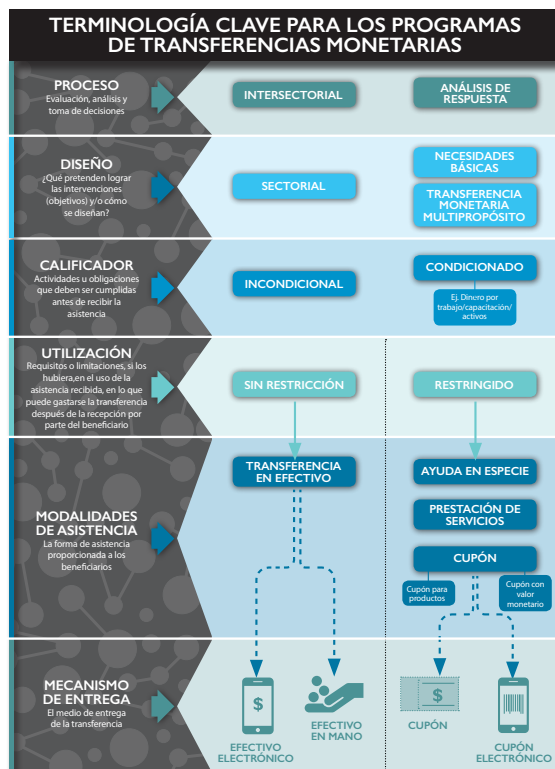 TERMINOLOGÍA CLAVE PARA LOS PROGRAMAS
DE TRANSFERENCIAS MONETARIAS
PROCESO
Evaluación, análisis y
toma de decisiones
INTERSECTORIAL
ANÁLISIS DE
RESPUESTA
DISEÑO
¿Qué pretenden lograr
las intervenciones
(objetivos) y/o cómo
se diseñan?
SECTORIAL
NECESIDADES
BÁSICAS
TRANSFERENCIA
MONETARIA
MULTIPROPÓSITO
CALIFICADOR
Actividades u obligaciones
que deben ser cumplidas
antes de recibir la
asistencia
INCONDICIONAL
CONDICIONADO
Ej. Dinero por
trabajo/capacitación/
activos
UTILIZACIÓN
Requisitos o limitaciones, si los
hubiera,en el uso de la
asistencia recibida, en lo que
puede gastarse la transferencia
después de la recepción por
parte del beneficiario
SIN RESTRICCIÓN
RESTRINGIDO
MODALIDADES
DE ASISTENCIA
La forma de asistencia
proporcionada a los
beneficiarios
TRANSFERENCIA
EN EFECTIVO
AYUDA EN ESPECIE
PRESTACIÓN DE
SERVICIOS
CUPÓN
Cupón para
productos
Cupón con
valor
monetario
MECANISMO
DE ENTREGA
El medio de entrega
de la transferencia
$
EFECTIVO
ELECTRÓNICO
EFECTIVO
EN MANO
$
CUPÓN
CUPÓN
ELECTRÓNICO